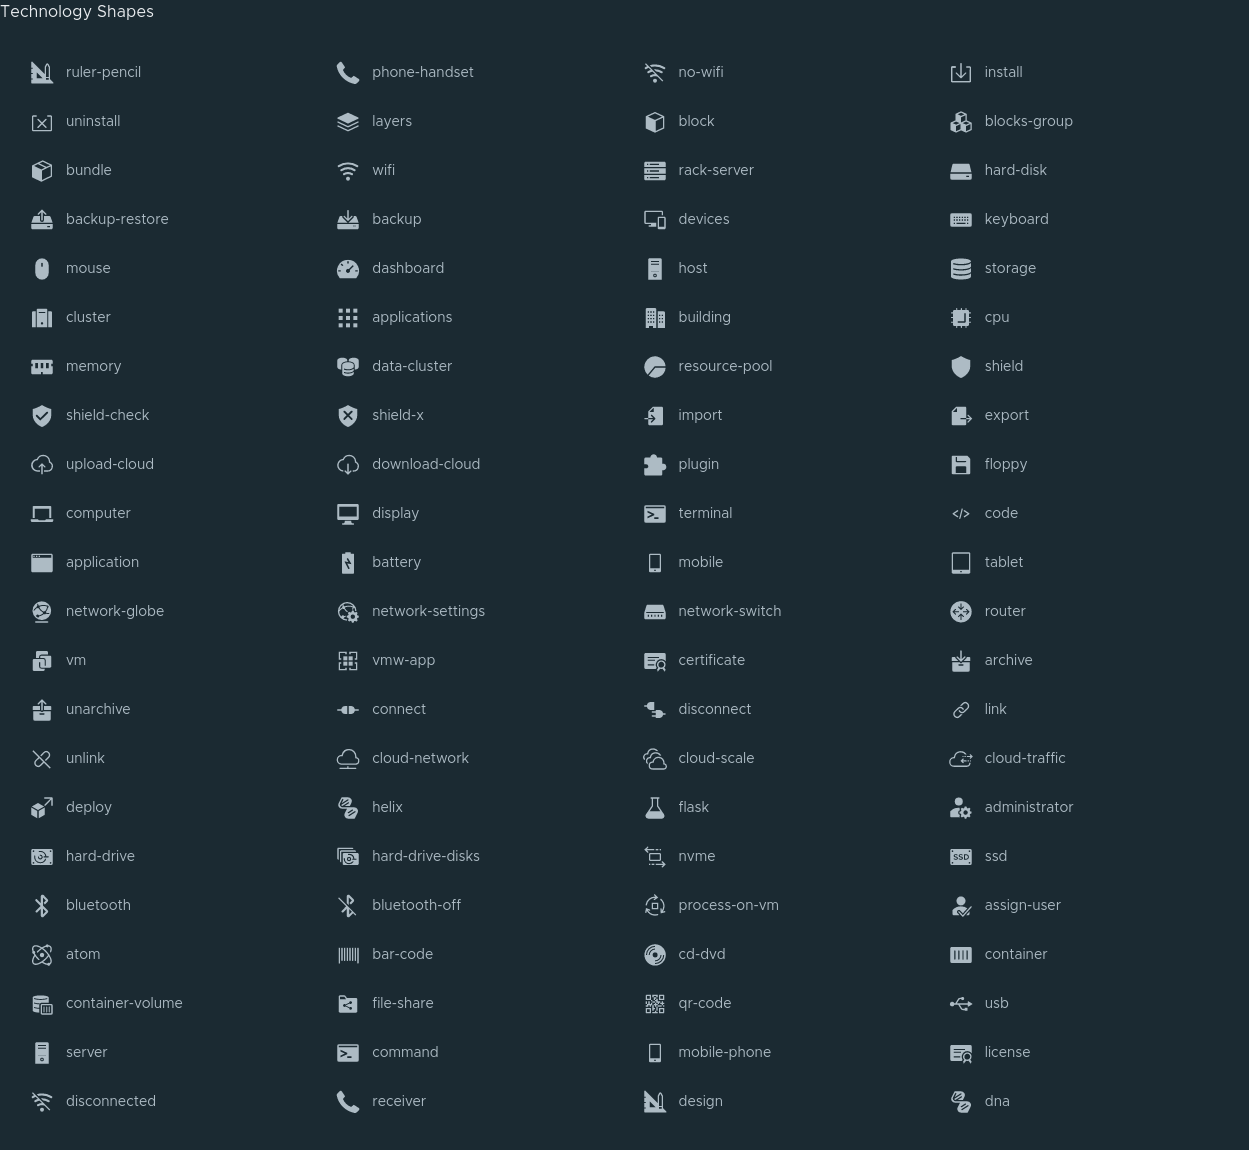 Technology Shapes
ruler-pencil phone-handset no-wifi install
uninstall layers block blocks-group
bundle wifi rack-server hard-disk
backup-restore backup devices keyboard
mouse dashboard host storage
cluster applications building cpu
memory data-cluster resource-pool shield
shield-check shield-x import export
upload-cloud download-cloud plugin floppy
computer display terminal code
application battery mobile tablet
network-globe network-settings network-switch router
vm vmw-app certificate archive
unarchive connect disconnect link
unlink cloud-network cloud-scale cloud-traffic
deploy helix flask administrator
hard-drive hard-drive-disks nvme SSD ssd
bluetooth bluetooth-off process-on-vm assign-user
atom bar-code cd-dvd container
container-volume file-share qr-code usb
server command mobile-phone license
disconnected receiver design dna